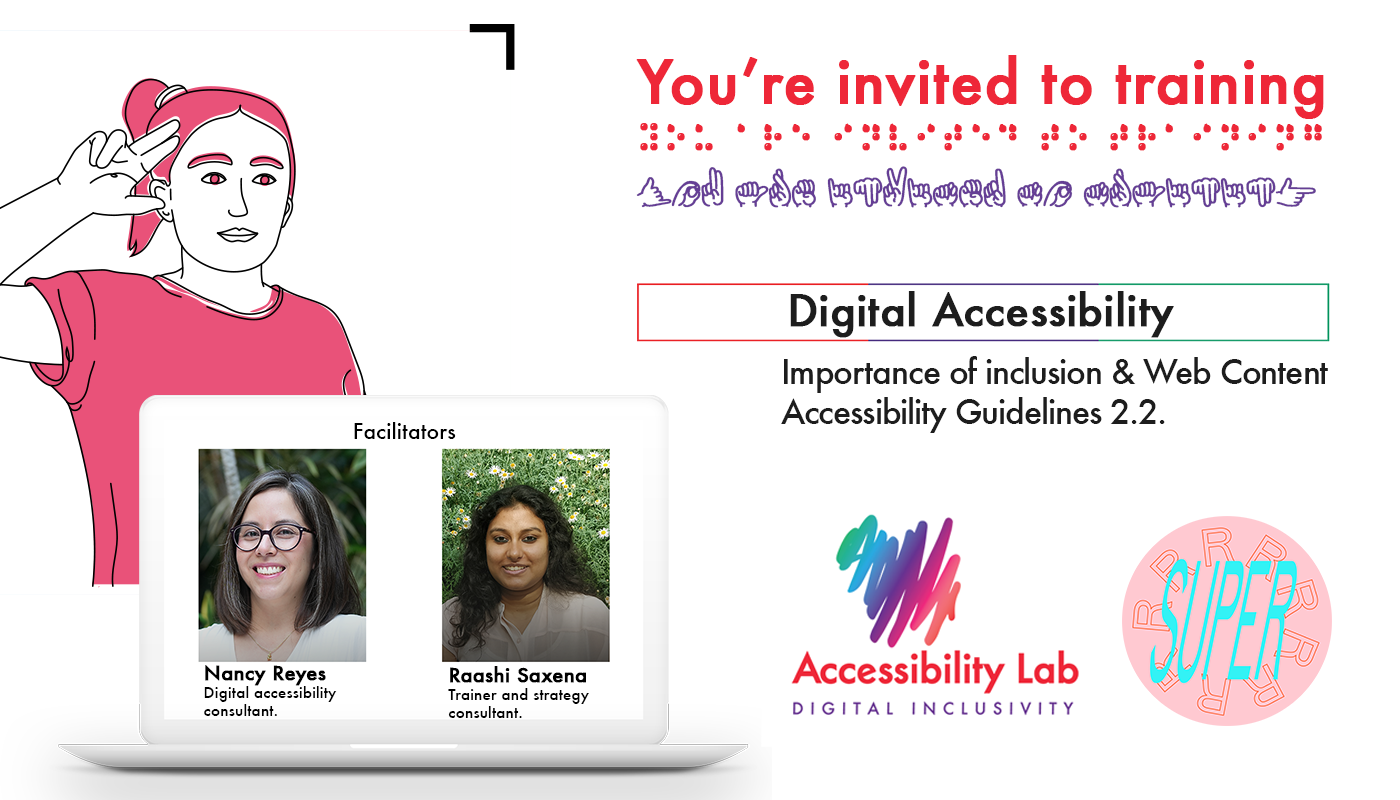 You’re invited to training
⠽⠕⠥ ⠁⠗⠑ ⠊⠝⠧⠊⠞⠑⠙ ⠞⠕ ⠞⠗⠁⠊⠝⠊⠝⠛
Digital Accessibility
Importance of inclusion & Web Content
Accessibility Guidelines 2.2.
Facilitators
Nancy Reyes
Digital accessibility
consultant.
Raashi Saxena
Trainer and strategy
consultant.
Accessibility Lab
DIGITAL INCLUSIVITY
SUPER
RRRRRRRRR